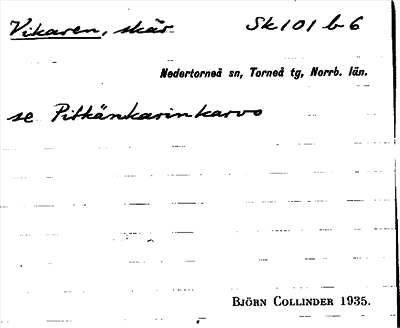 Vikaren, skär Sk101 b 6
Nedertorneå sn, Torneå tg, Norrb. län.
se Pitkänkarinkarvo
BJÖRN COLLINDER 1935.